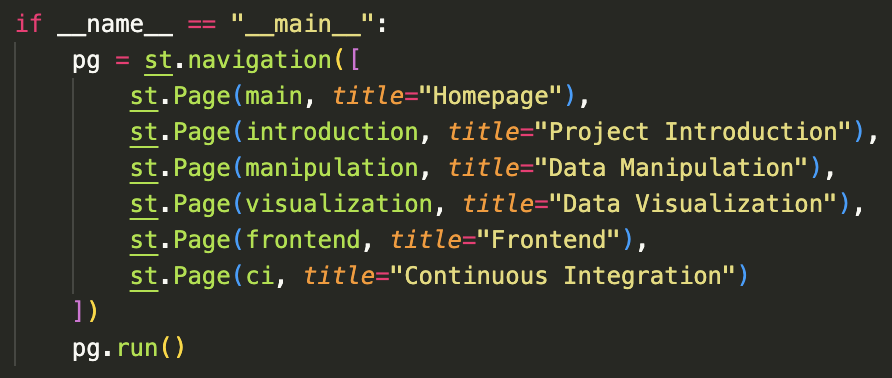 if __name__ == "__main__":
    pg = st.navigation([
        st.Page(main, title="Homepage"),
        st.Page(introduction, title="Project Introduction"),
        st.Page(manipulation, title="Data Manipulation"),
        st.Page(visualization, title="Data Visualization"),
        st.Page(frontend, title="Frontend"),
        st.Page(ci, title="Continuous Integration")
    ])
    pg.run()